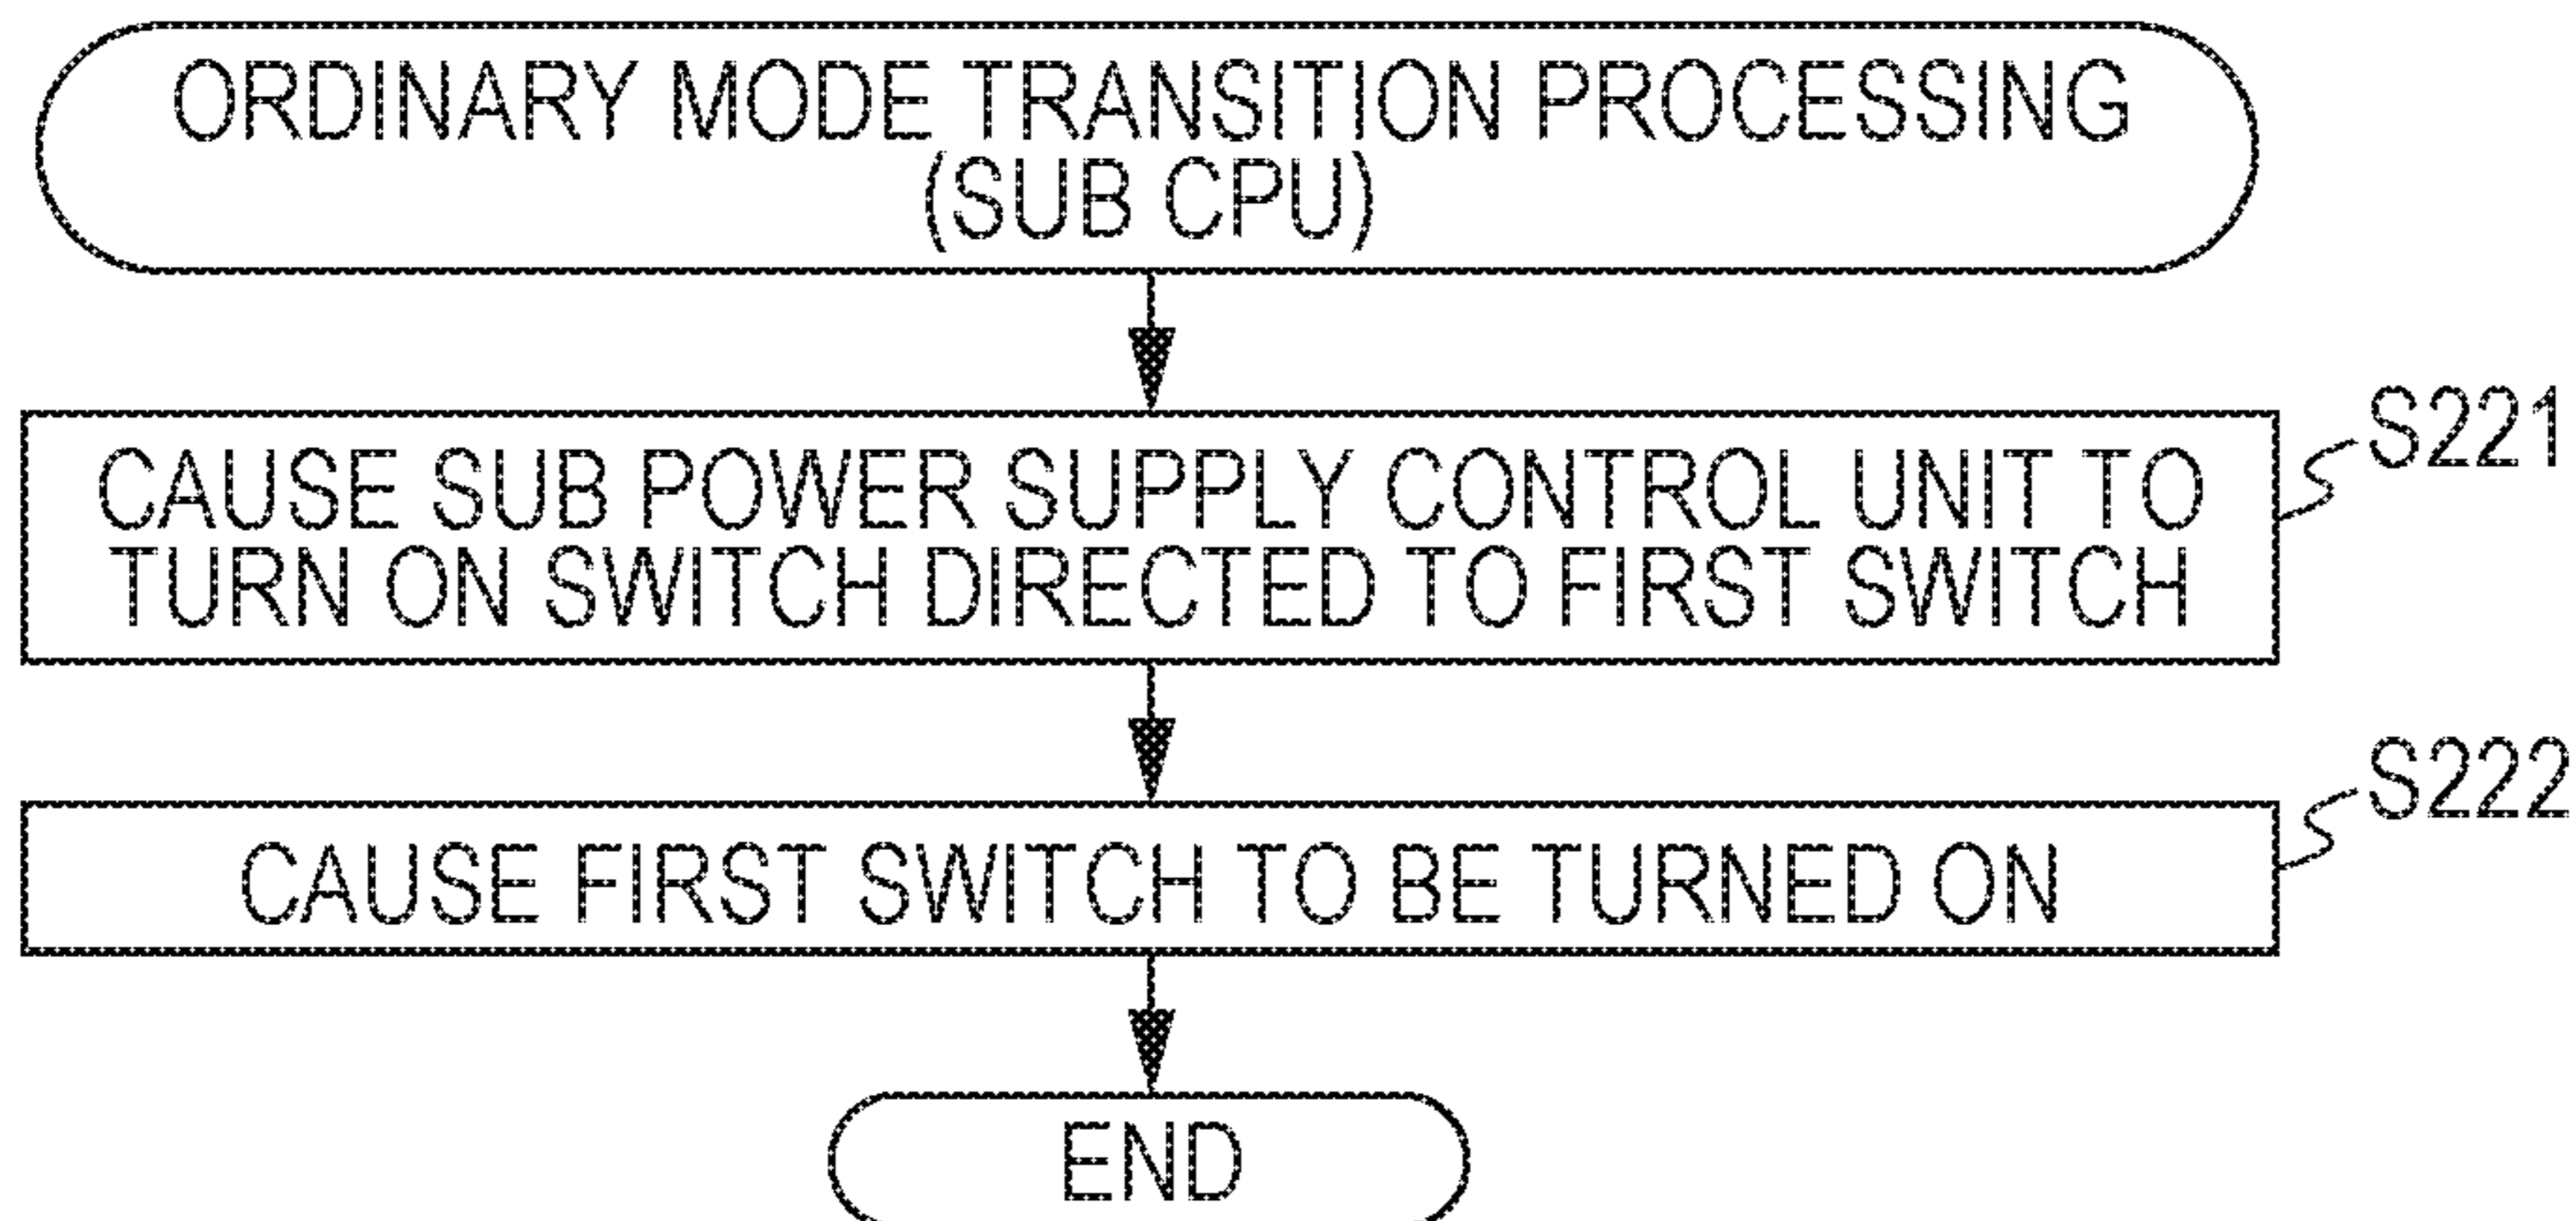 ORDINARY MODE TRANSITION PROCESSING
(SUB CPU)
S221
CAUSE SUB POWER SUPPLY CONTROL UNIT TO
TURN ON SWITCH DIRECTED TO FIRST SWITCH
S222
CAUSE FIRST SWITCH TO BE TURNED ON
END